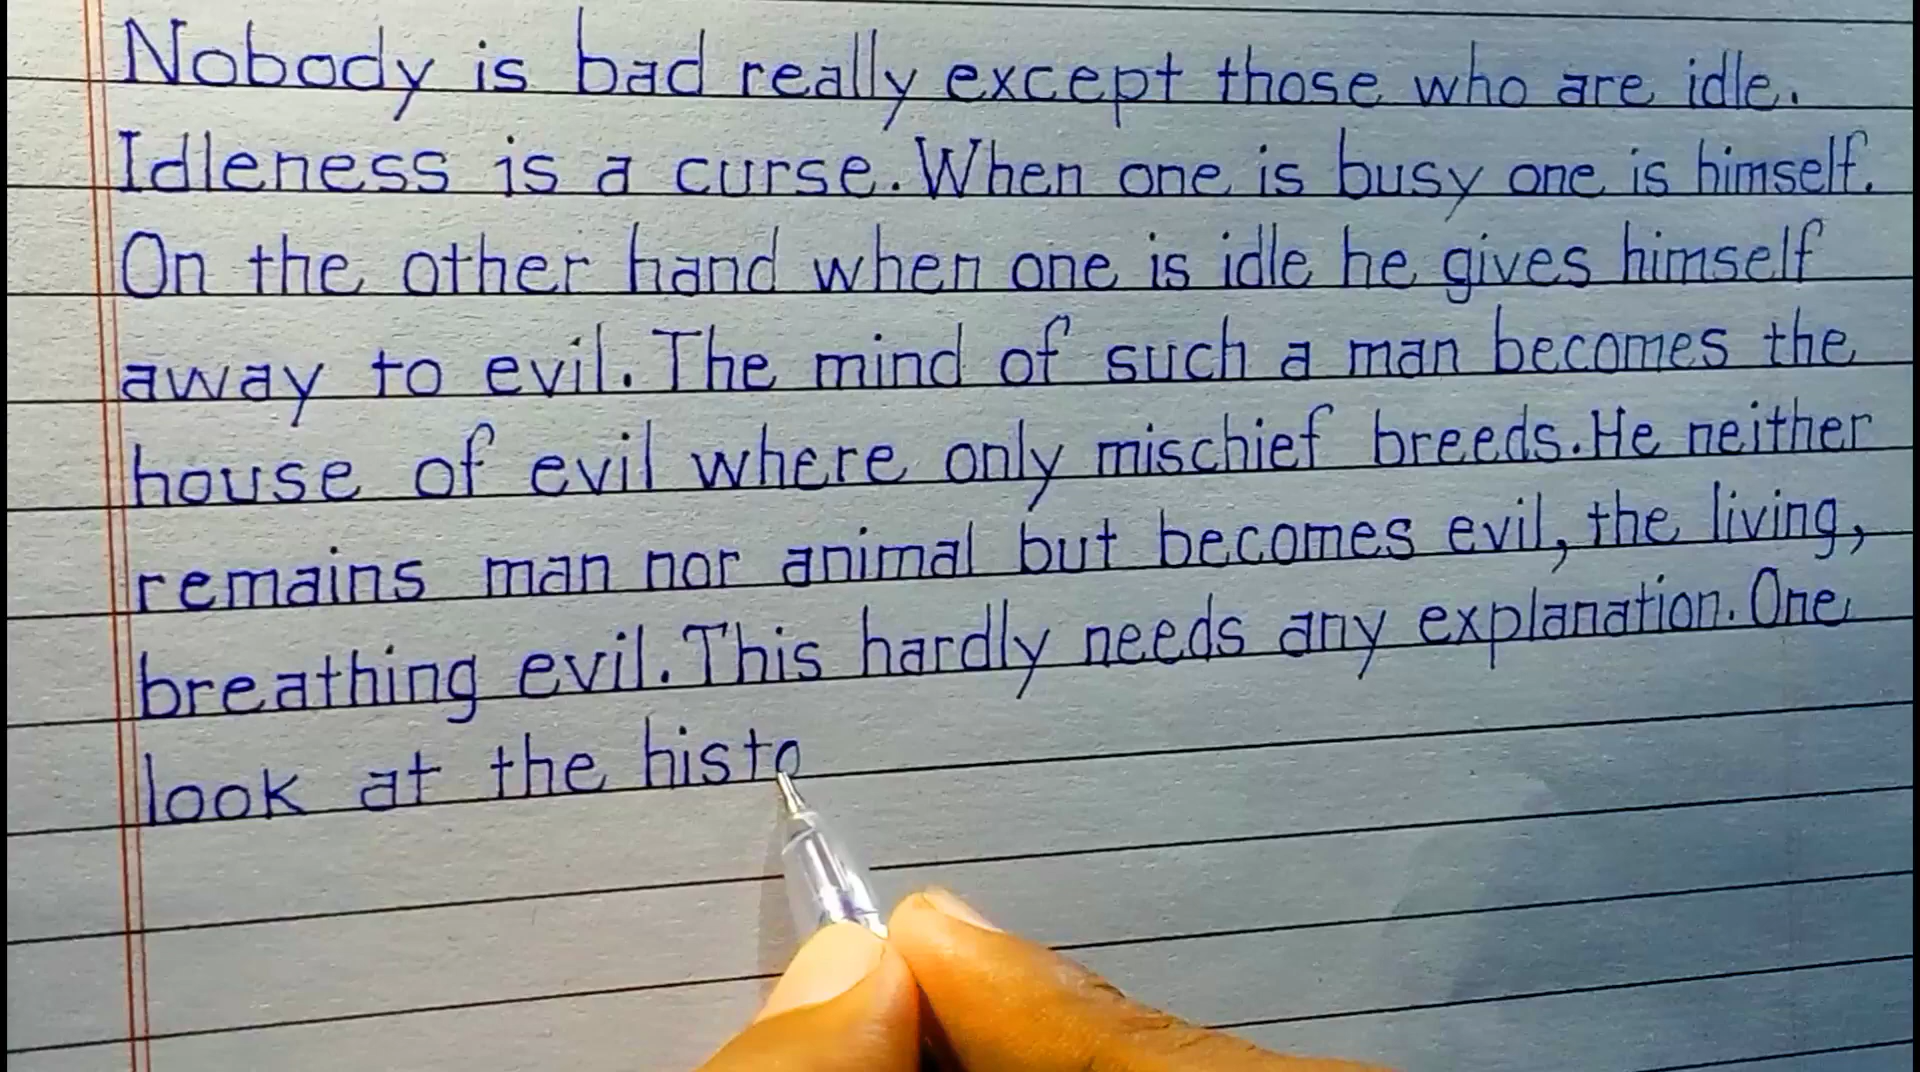 Nobody is bad really except those who are idle.
Idleness is a curse. When one is busy one is himself.
On the other hand when one is idle he gives himself
away to evil. The mind of such a man becomes the
house of evil where only mischief breeds. He neither
remains man nor animal but becomes evil, the living,
breathing evil. This hardly needs any explanation. One
look at the histo